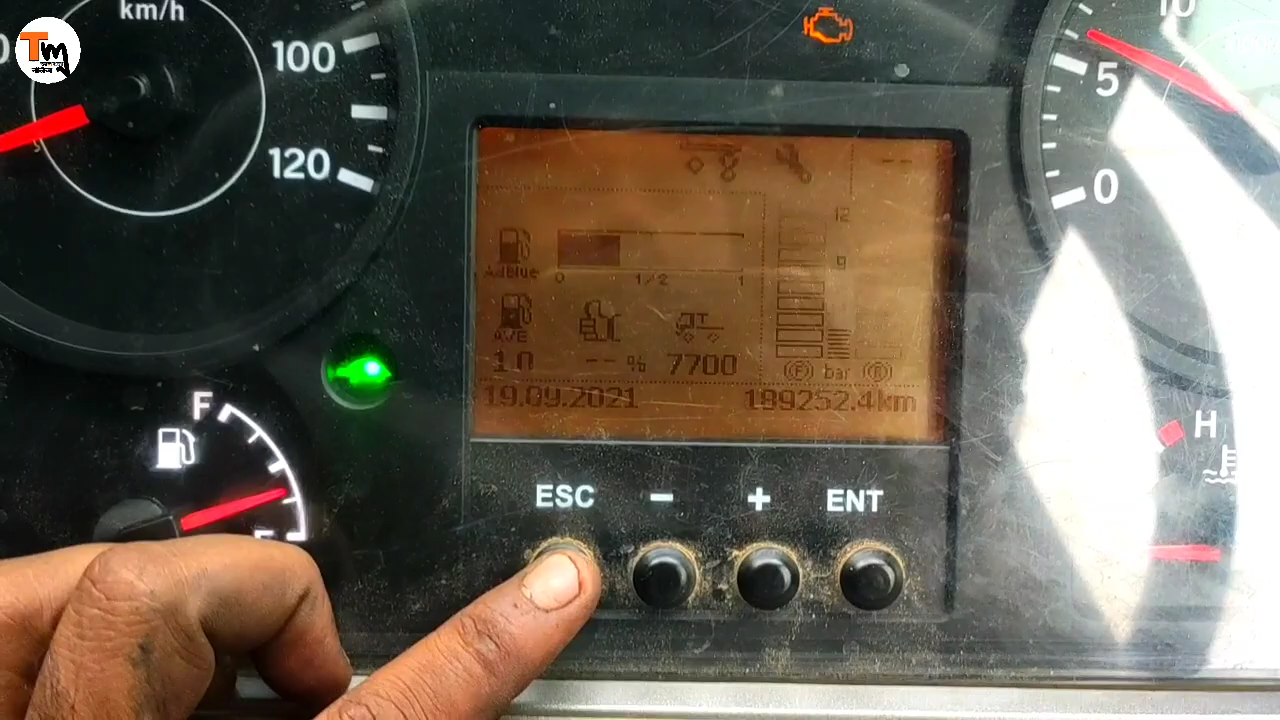 km/h
100
120
TM
10
5
0
12
9
AdBlue
0 1/2 1
A/E
--
10 -- % 7700
T
(F) bar (R)
19.09.2021 189252.4km
F
E
H
ESC - + ENT